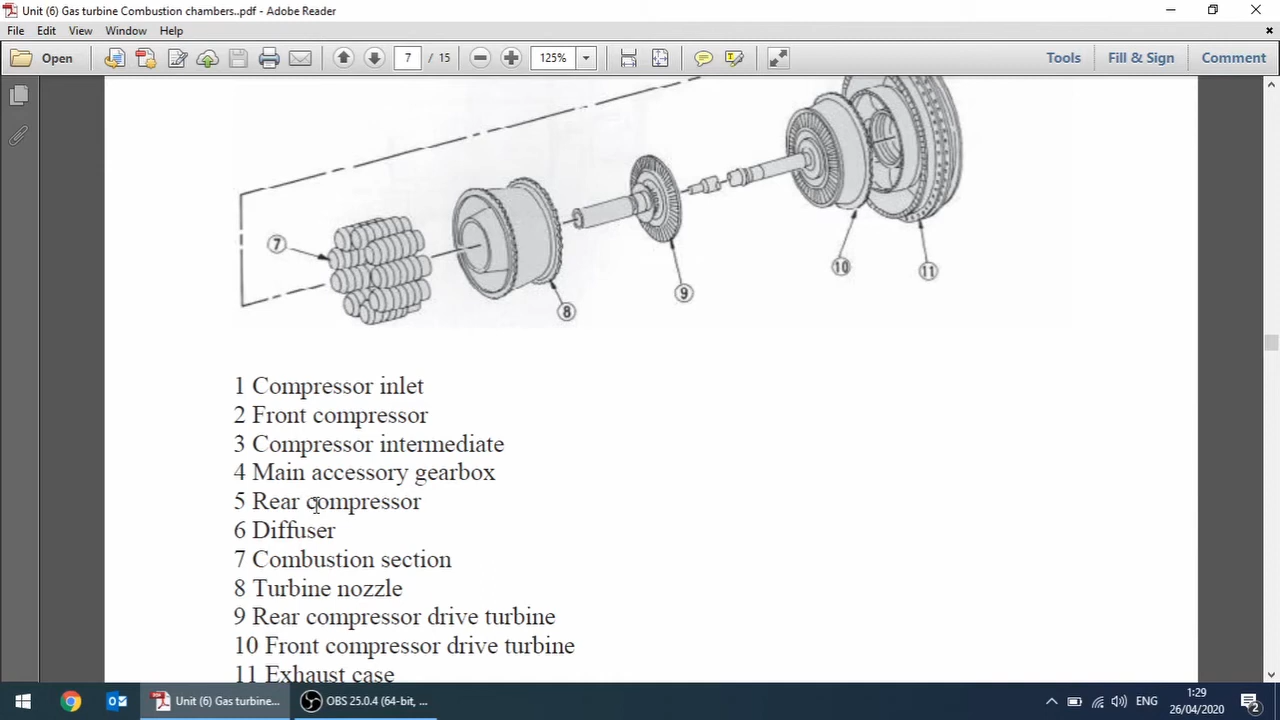 Unit (6) Gas turbine Combustion chambers..pdf - Adobe Reader
File Edit View Window Help
Open 7 / 15 125% Tools Fill & Sign Comment
7
8
9
10
11
1 Compressor inlet
2 Front compressor
3 Compressor intermediate
4 Main accessory gearbox
5 Rear compressor
6 Diffuser
7 Combustion section
8 Turbine nozzle
9 Rear compressor drive turbine
10 Front compressor drive turbine
11 Exhaust case
Unit (6) Gas turbine... OBS 25.0.4 (64-bit, ... ENG 1:29
26/04/2020 2